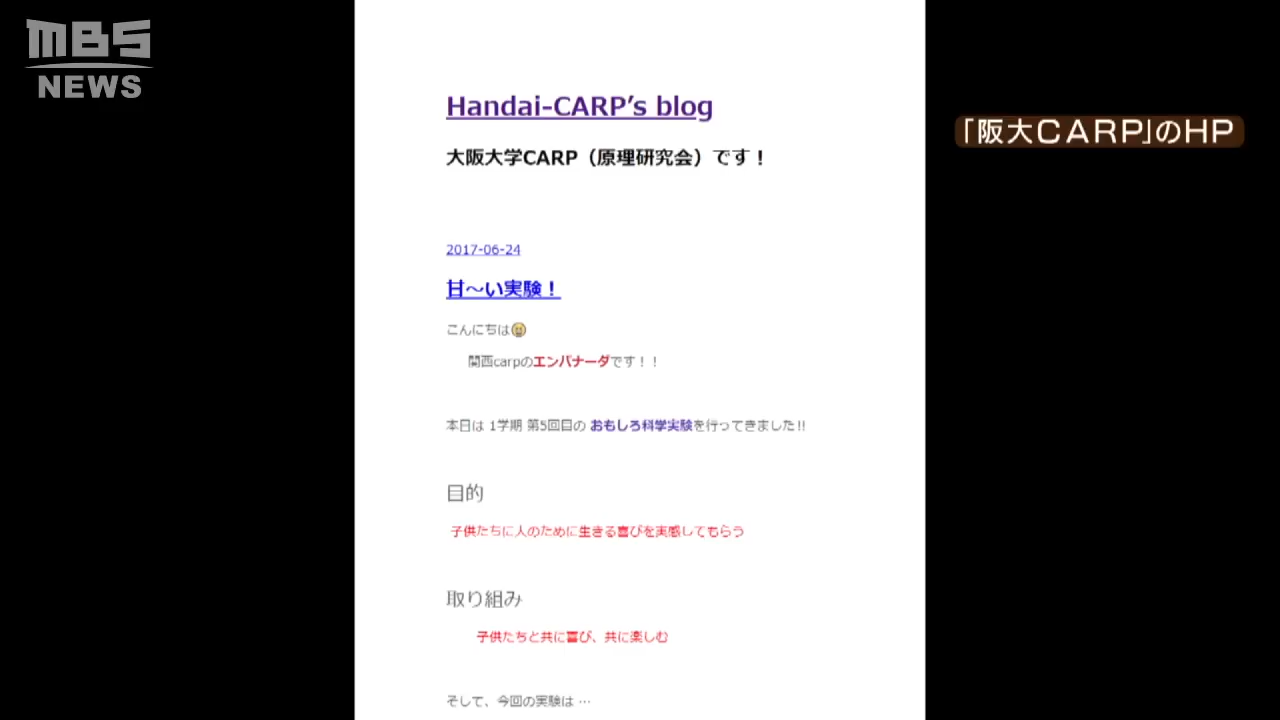 MBS
NEWS
Handai-CARP’s blog
「阪大CARP」のHP
大阪大学CARP（原理研究会）です！
2017-06-24
甘～い実験！
こんにちは
関西carpのエンパナーダです！！
本日は 1学期 第5回目の おもしろ科学実験を行ってきました!!
目的
子供たちに人のために生きる喜びを実感してもらう
取り組み
子供たちと共に喜び、共に楽しむ
そして、今回の実験は …